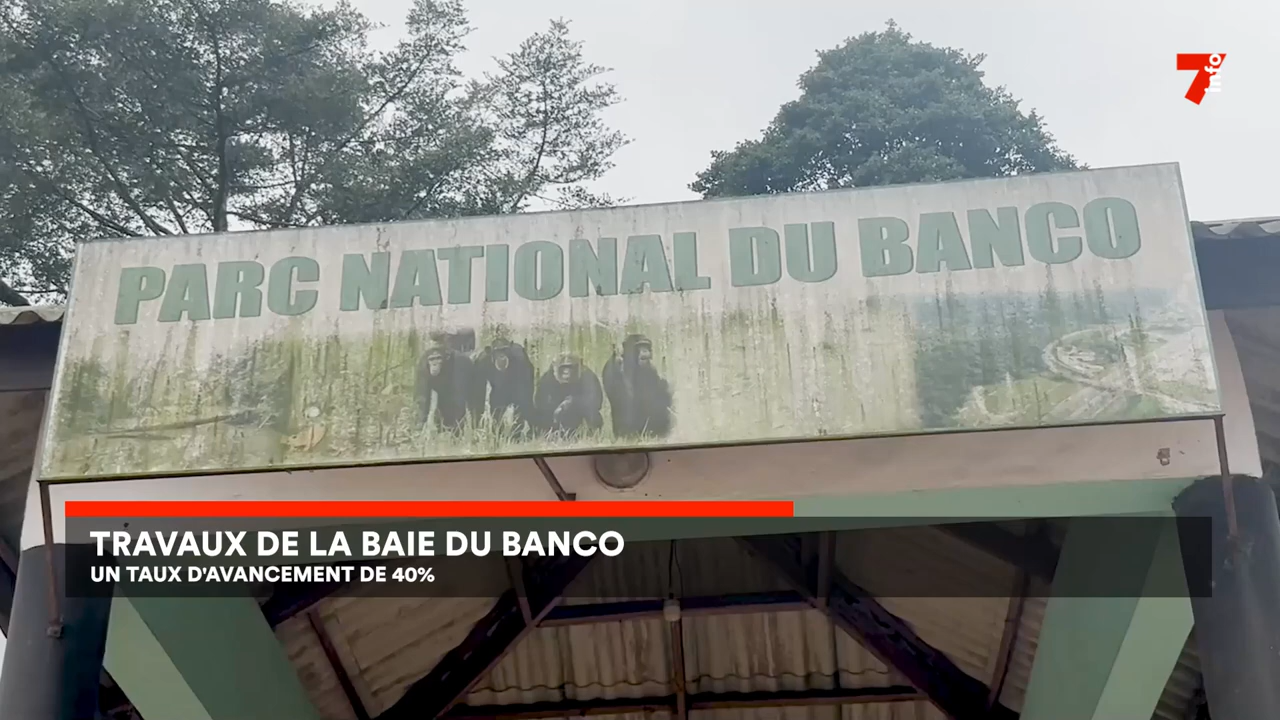 7info
PARC NATIONAL DU BANCO
TRAVAUX DE LA BAIE DU BANCO
UN TAUX D'AVANCEMENT DE 40%